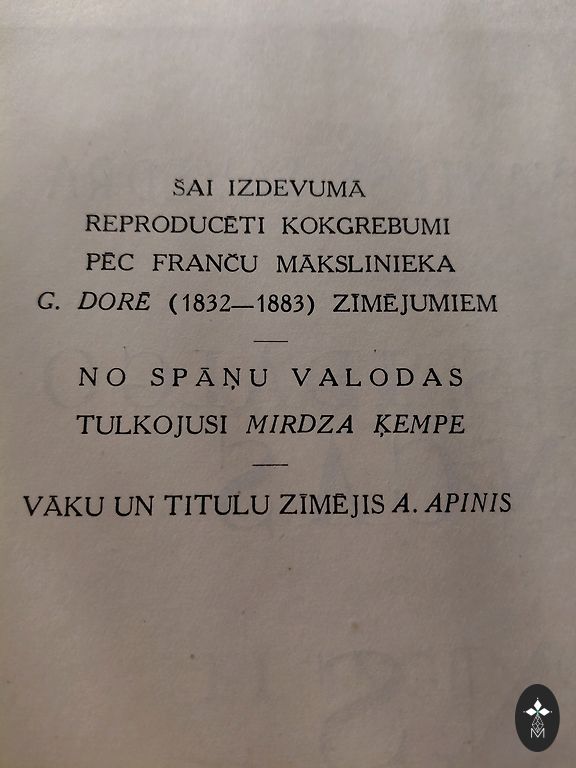 ŠAI IZDEVUMĀ
REPRODUCĒTI KOKGREBUMI
PĒC FRANČU MĀKSLINIEKA
G. DORĒ (1832—1883) ZĪMĒJUMIEM
NO SPĀŅU VALODAS
TULKOJUSI MIRDZA ĶEMPE
VĀKU UN TITULU ZĪMĒJIS A. APINIS
M